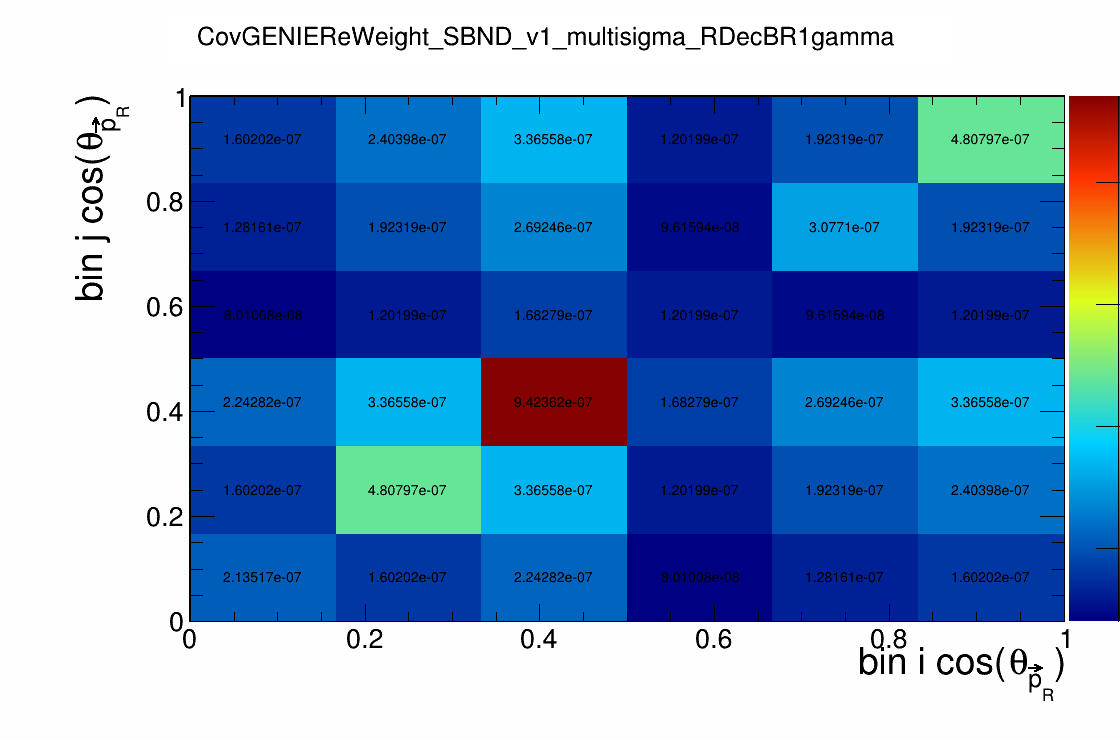 CovGENIEReWeight_SBND_v1_multisigma_RDecBR1gamma
bin j cos(θ_p⃗_R)
1
0.8
0.6
0.4
0.2
0
1.60202e-07 2.40398e-07 3.36558e-07 1.20199e-07 1.92319e-07 4.80797e-07
1.28161e-07 1.92319e-07 2.69246e-07 9.61594e-08 3.0771e-07 1.92319e-07
8.01008e-08 1.20199e-07 1.68279e-07 1.20199e-07 9.61594e-08 1.20199e-07
2.24282e-07 3.36558e-07 9.42362e-07 1.68279e-07 2.69246e-07 3.36558e-07
1.60202e-07 4.80797e-07 3.36558e-07 1.20199e-07 1.92319e-07 2.40398e-07
2.13517e-07 1.60202e-07 2.24282e-07 8.01008e-08 1.28161e-07 1.60202e-07
0 0.2 0.4 0.6 0.8 1
bin i cos(θ_p⃗_R)